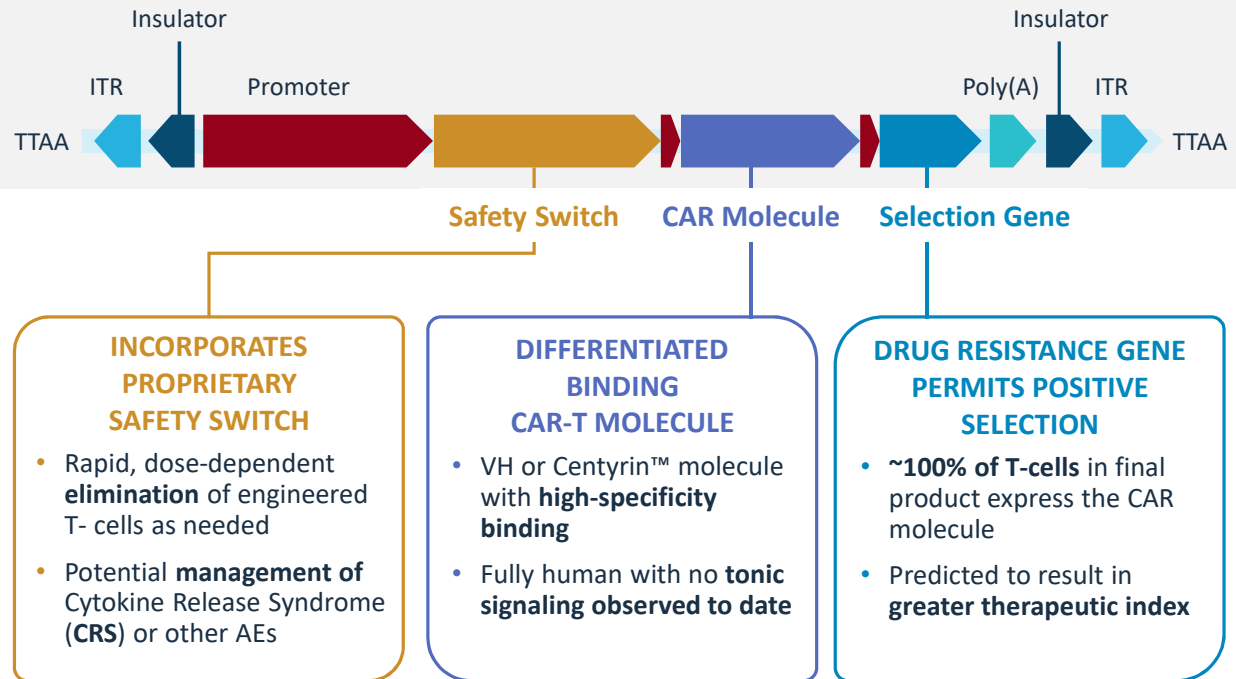 Insulator
Insulator
ITR
Promoter
Poly(A)
ITR
TTAA
TTAA
Safety Switch
CAR Molecule
Selection Gene
INCORPORATES
PROPRIETARY
SAFETY SWITCH
• Rapid, dose-dependent
elimination of engineered
T- cells as needed
• Potential management of
Cytokine Release Syndrome
(CRS) or other AEs
DIFFERENTIATED
BINDING
CAR-T MOLECULE
• VH or Centyrin™ molecule
with high-specificity
binding
• Fully human with no tonic
signaling observed to date
DRUG RESISTANCE GENE
PERMITS POSITIVE
SELECTION
• ~100% of T-cells in final
product express the CAR
molecule
• Predicted to result in
greater therapeutic index